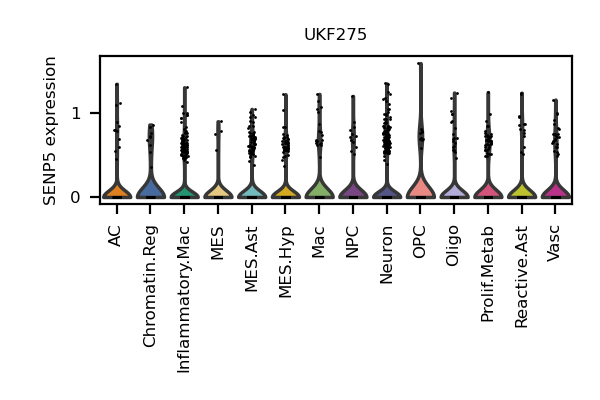 UKF275
SENP5 expression
1
0
AC
Chromatin.Reg
Inflammatory.Mac
MES
MES.Ast
MES.Hyp
Mac
NPC
Neuron
OPC
Oligo
Prolif.Metab
Reactive.Ast
Vasc